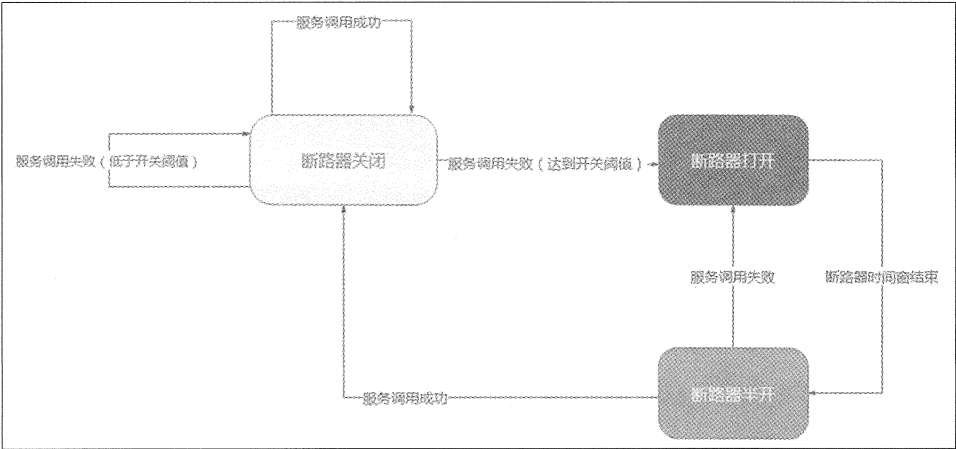 服务调用成功
服务调用失败（低于开关阈值）
断路器关闭
服务调用失败（达到开关阈值）
断路器打开
服务调用失败
断路器时间窗结束
服务调用成功
断路器半开